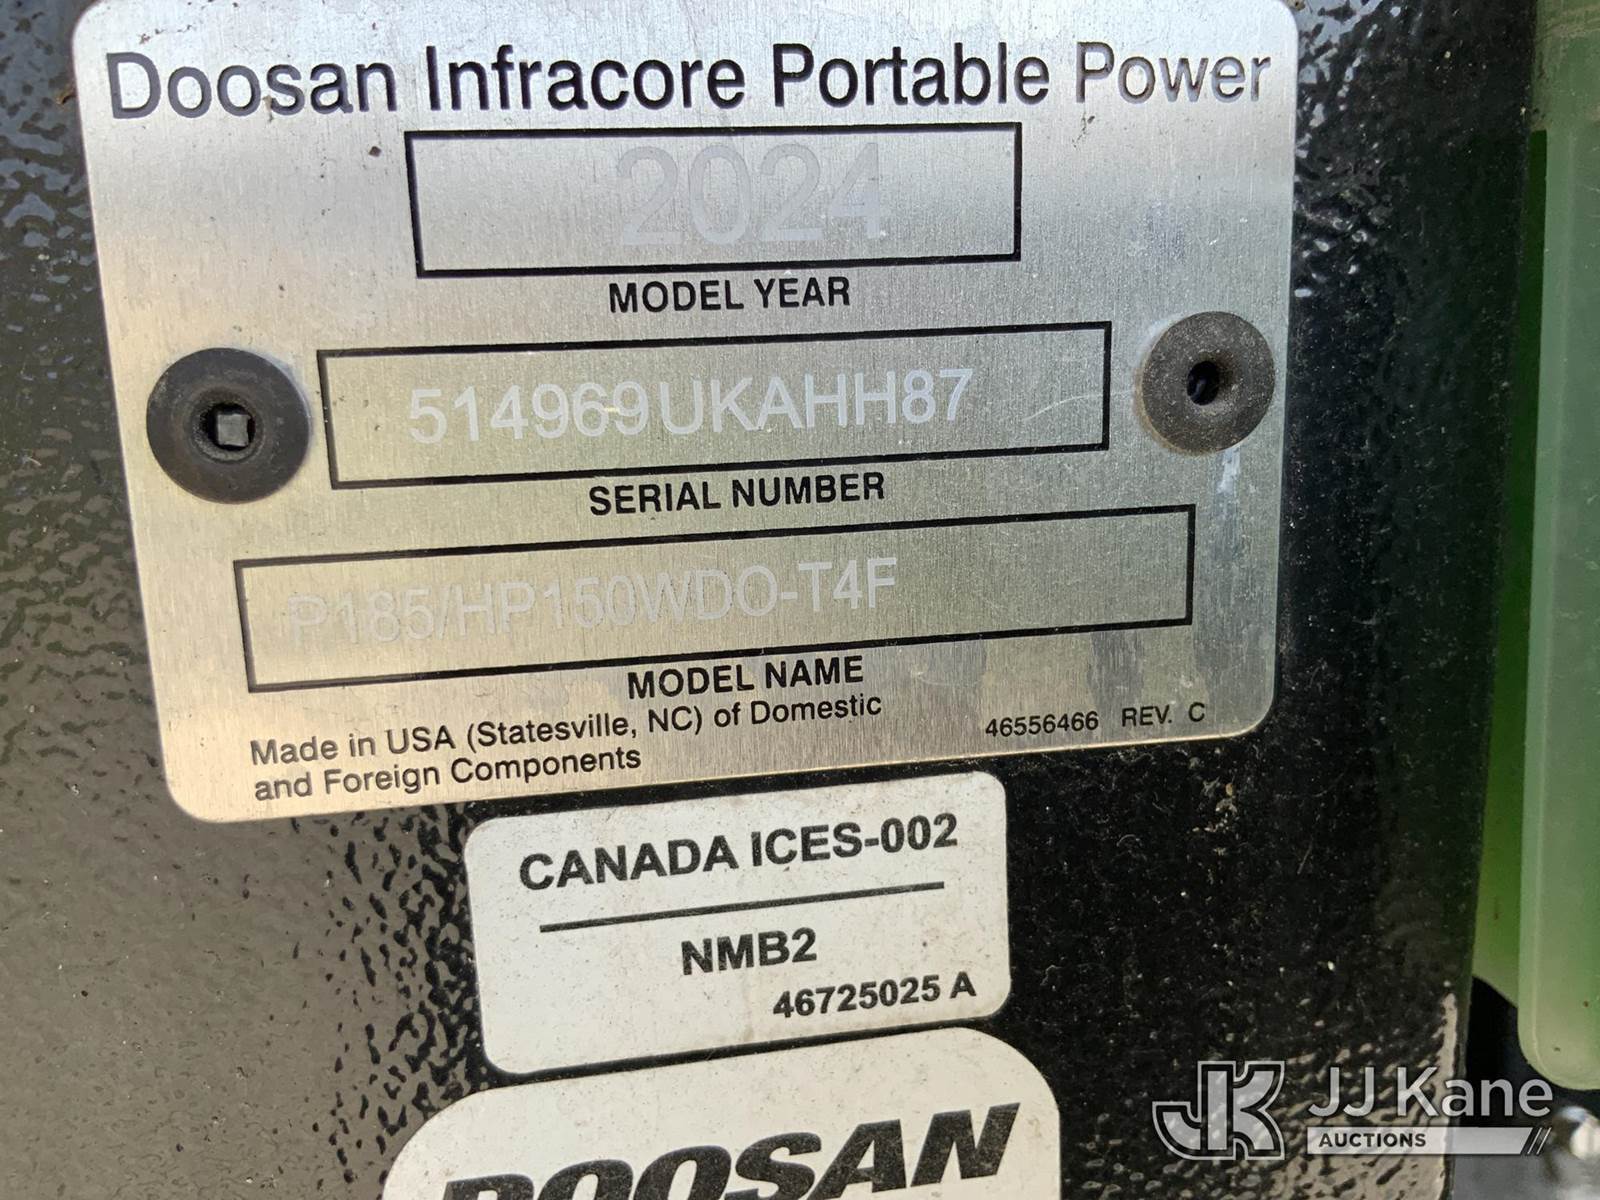 Doosan Infracore Portable Power
2024
MODEL YEAR
514969UKAHH87
SERIAL NUMBER
P185/HP150WDO-T4F
MODEL NAME
Made in USA (Statesville, NC) of Domestic
and Foreign Components
46556466 REV. C
CANADA ICES-002
NMB2
46725025 A
DOOSAN
JK JJ Kane
AUCTIONS